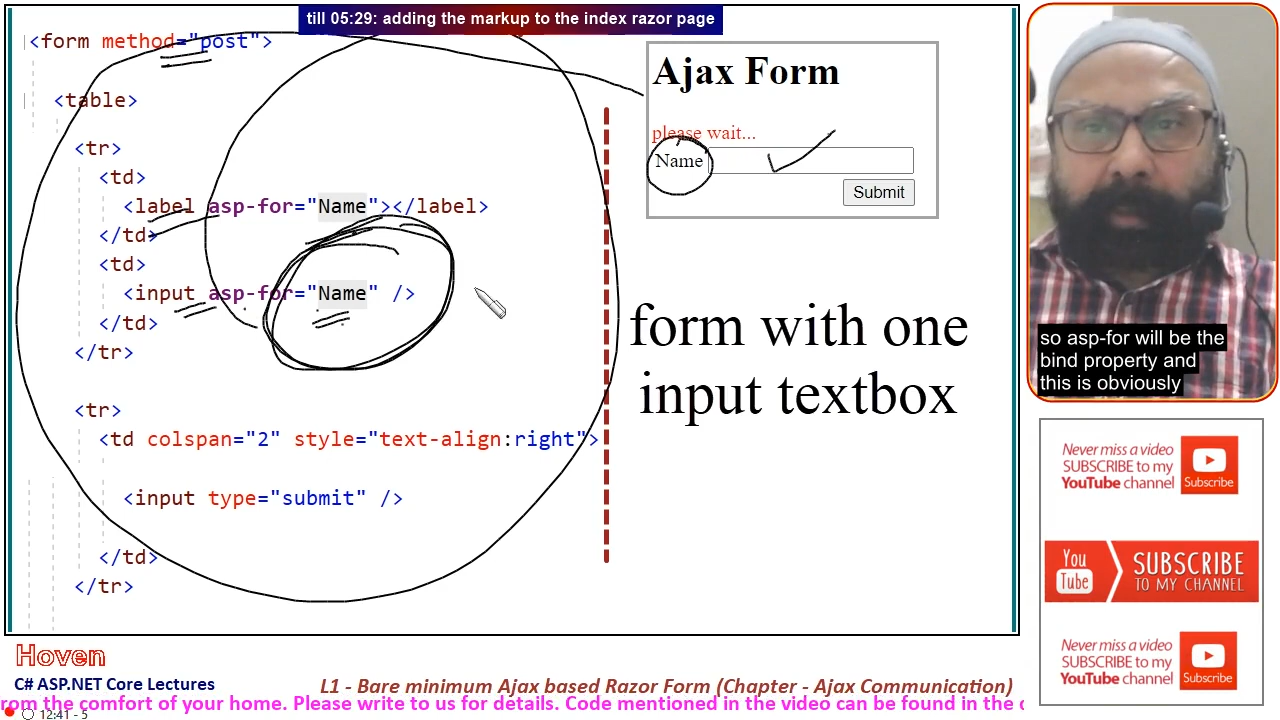 till 05:29: adding the markup to the index razor page
<form method="post">
<table>
<tr>
<td>
<label asp-for="Name"></label>
</td>
<td>
<input asp-for="Name" />
</td>
</tr>
<tr>
<td colspan="2" style="text-align:right">
<input type="submit" />
</td>
</tr>
Ajax Form
please wait...
Name
Submit
form with one
input textbox
so asp-for will be the
bind property and
this is obviously
Never miss a video
SUBSCRIBE to my
YouTube channel
Subscribe
You
Tube
SUBSCRIBE
TO MY CHANNEL
Never miss a video
SUBSCRIBE to my
YouTube channel
Subscribe
Hoven
C# ASP.NET Core Lectures
L1 - Bare minimum Ajax based Razor Form (Chapter - Ajax Communication)
rom the comfort of your home. Please write to us for details. Code mentioned in the video can be found in the
12:41 - 5